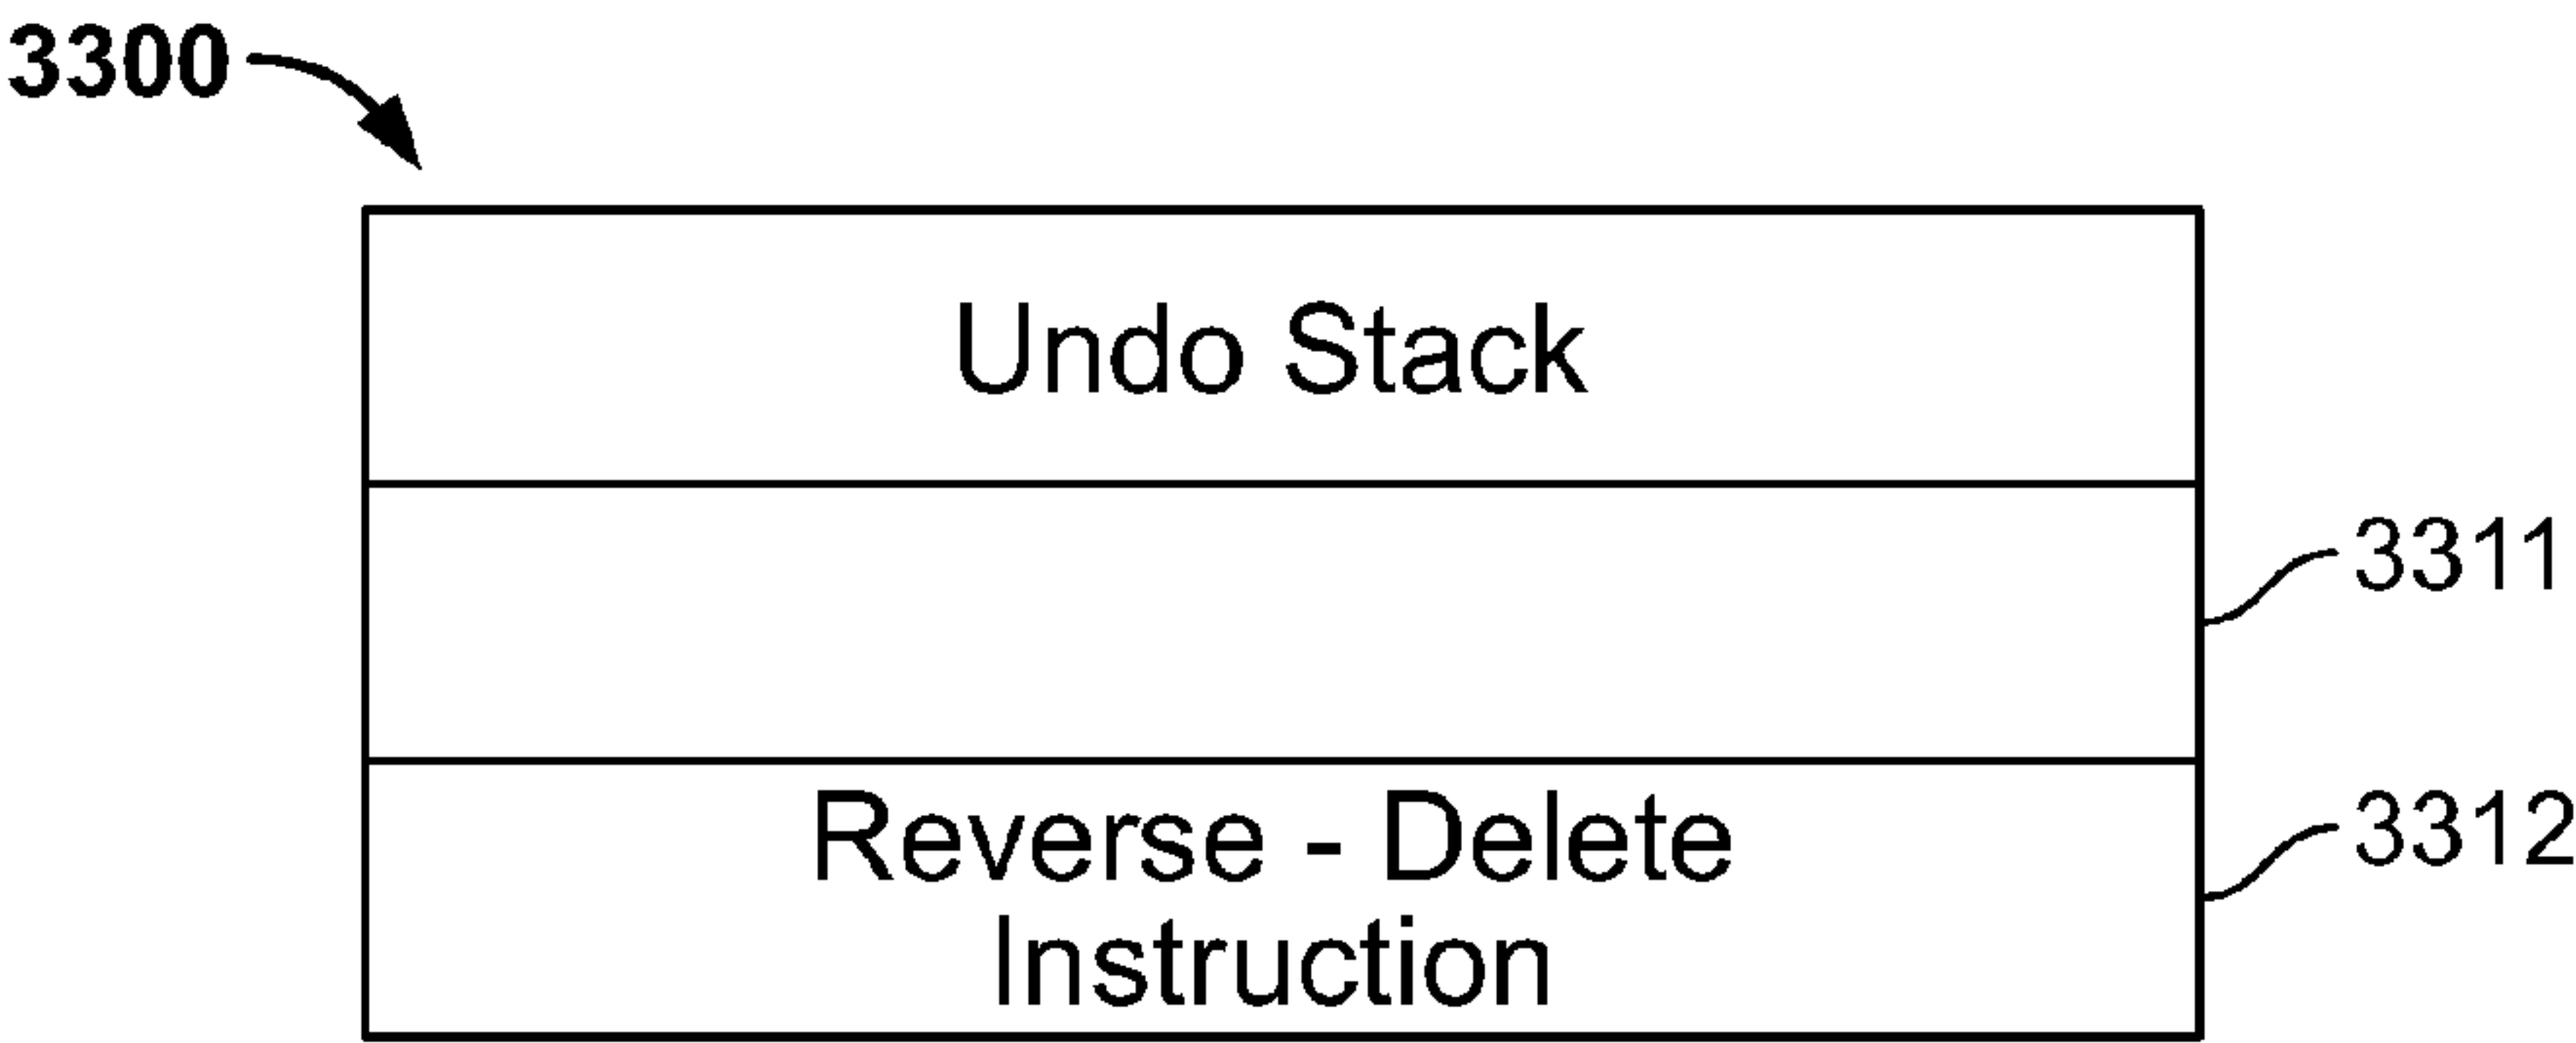 3300
Undo Stack
3311
Reverse - Delete
Instruction
3312